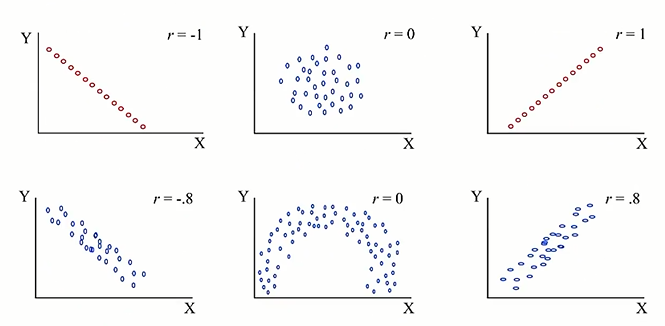 Y
r = -1
X
Y
r = 0
X
Y
r = 1
X
Y
r = -.8
X
Y
r = 0
X
Y
r = .8
X